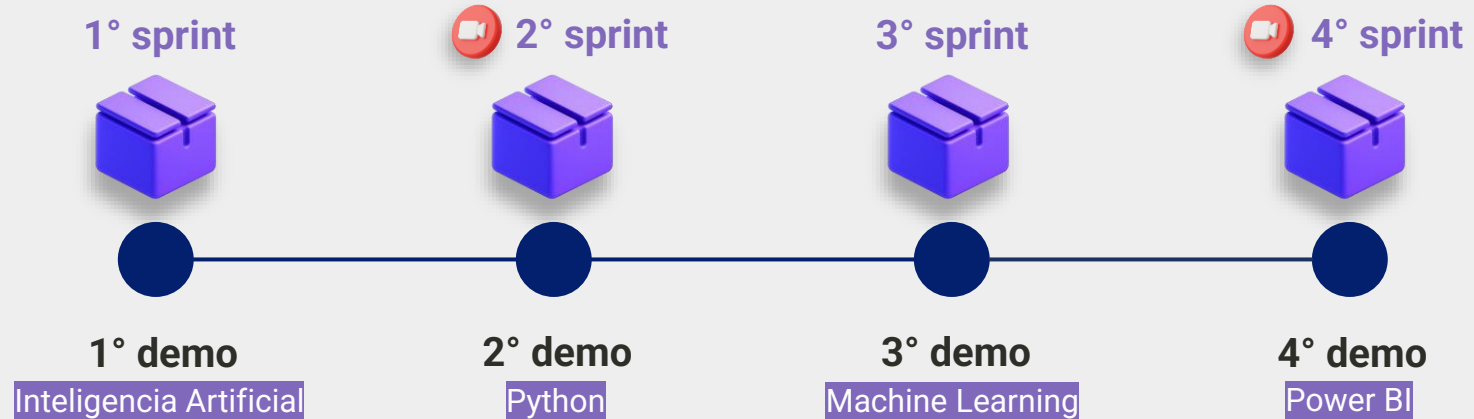 1° sprint
2° sprint
3° sprint
4° sprint
1° demo
2° demo
3° demo
4° demo
Inteligencia Artificial
Python
Machine Learning
Power BI